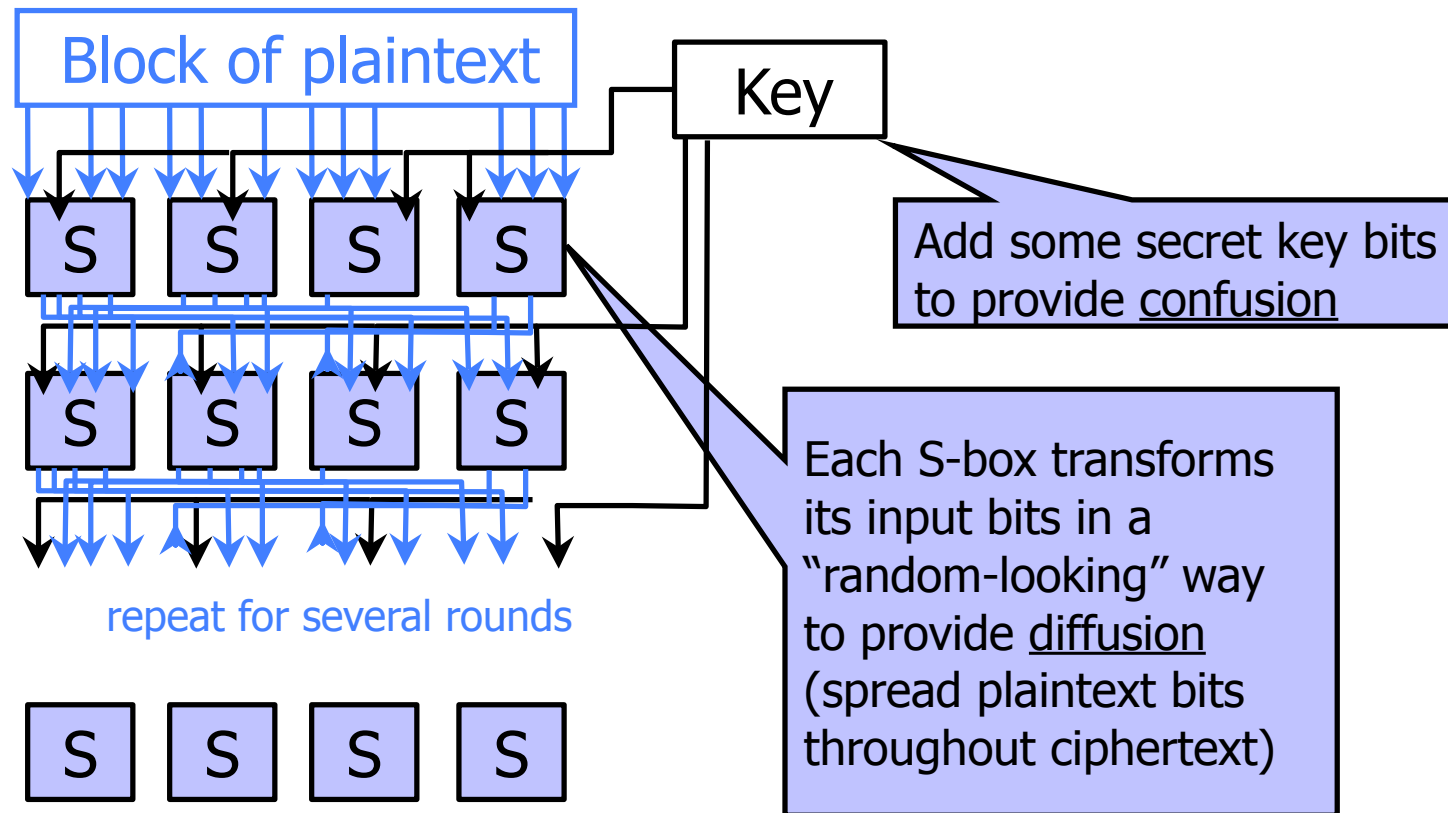 Block of plaintext
Key
Add some secret key bits
to provide confusion
S S S S
S S S S
Each S-box transforms
its input bits in a
“random-looking” way
to provide diffusion
(spread plaintext bits
throughout ciphertext)
repeat for several rounds
S S S S